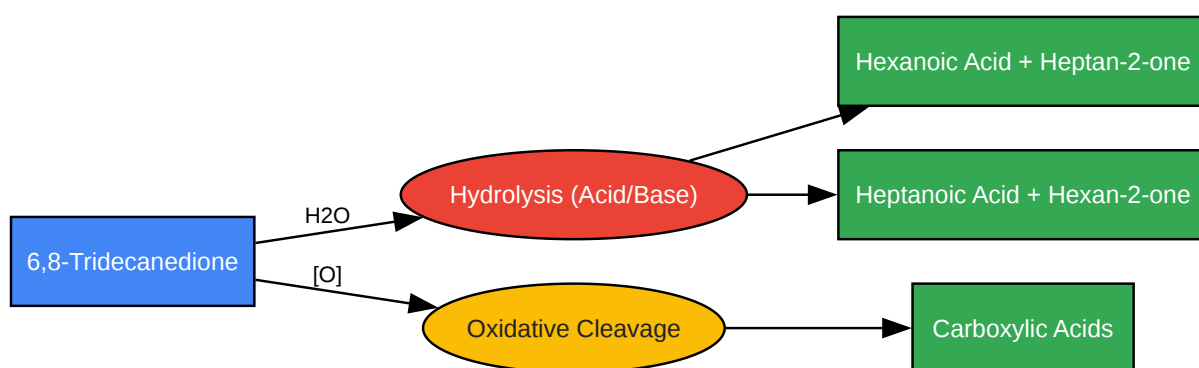 Hexanoic Acid + Heptan-2-one
Hydrolysis (Acid/Base)
Heptanoic Acid + Hexan-2-one
H2O
6,8-Tridecanedione
[O]
Oxidative Cleavage
Carboxylic Acids